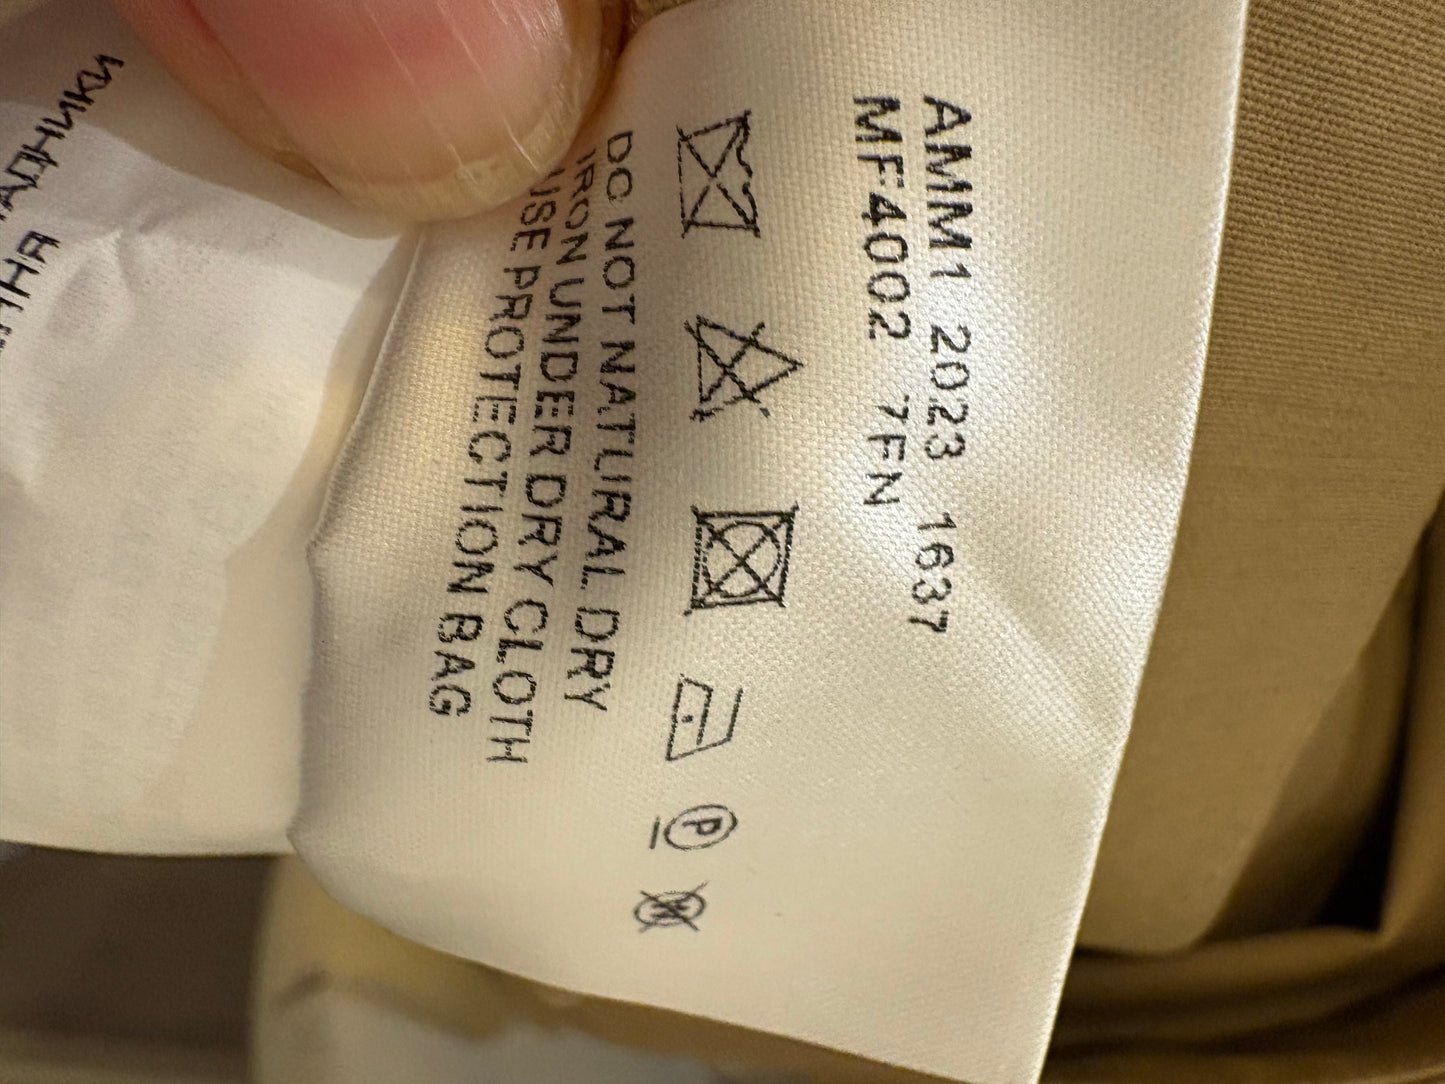 AMM1 2023 1637
MF4002 7FN
P
DO NOT NATURAL DRY
IRON UNDER DRY CLOTH
USE PROTECTION BAG